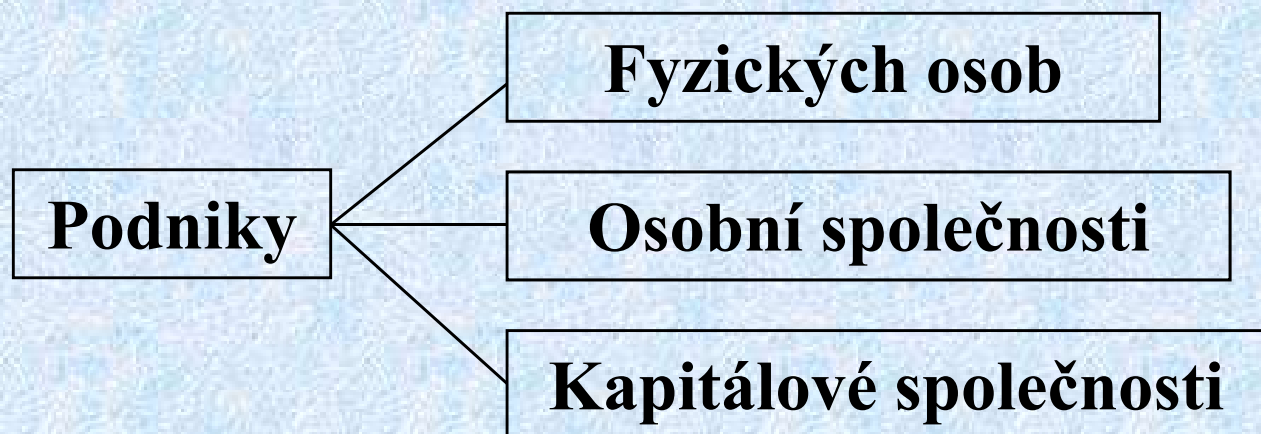 Fyzických osob
Podniky
Osobní společnosti
Kapitálové společnosti